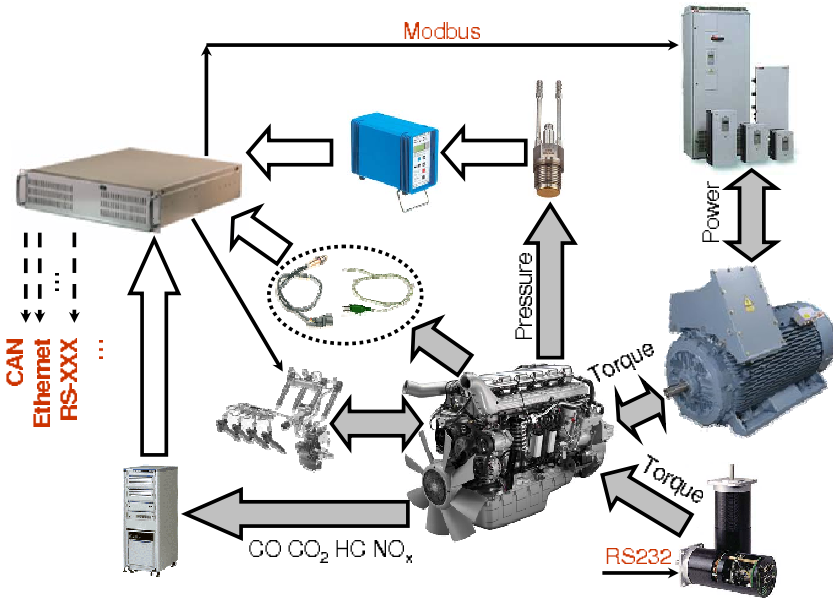 Modbus
Power
Pressure
Torque
CAN
Ethernet
RS-XXX
...
...
Torque
CO CO₂ HC NOₓ
RS232